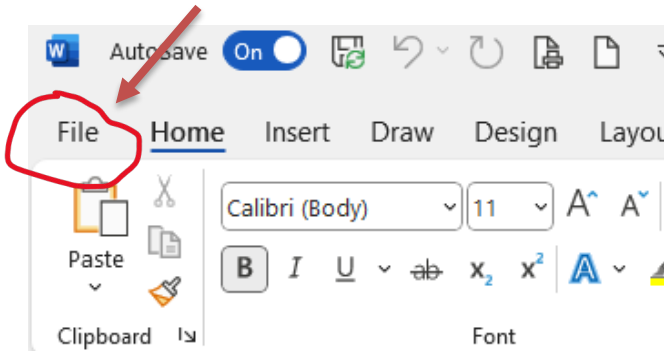 W AutoSave On
File Home Insert Draw Design Layou
Calibri (Body) 11 A A
Paste B I U ab x2 x2 A
Clipboard Font